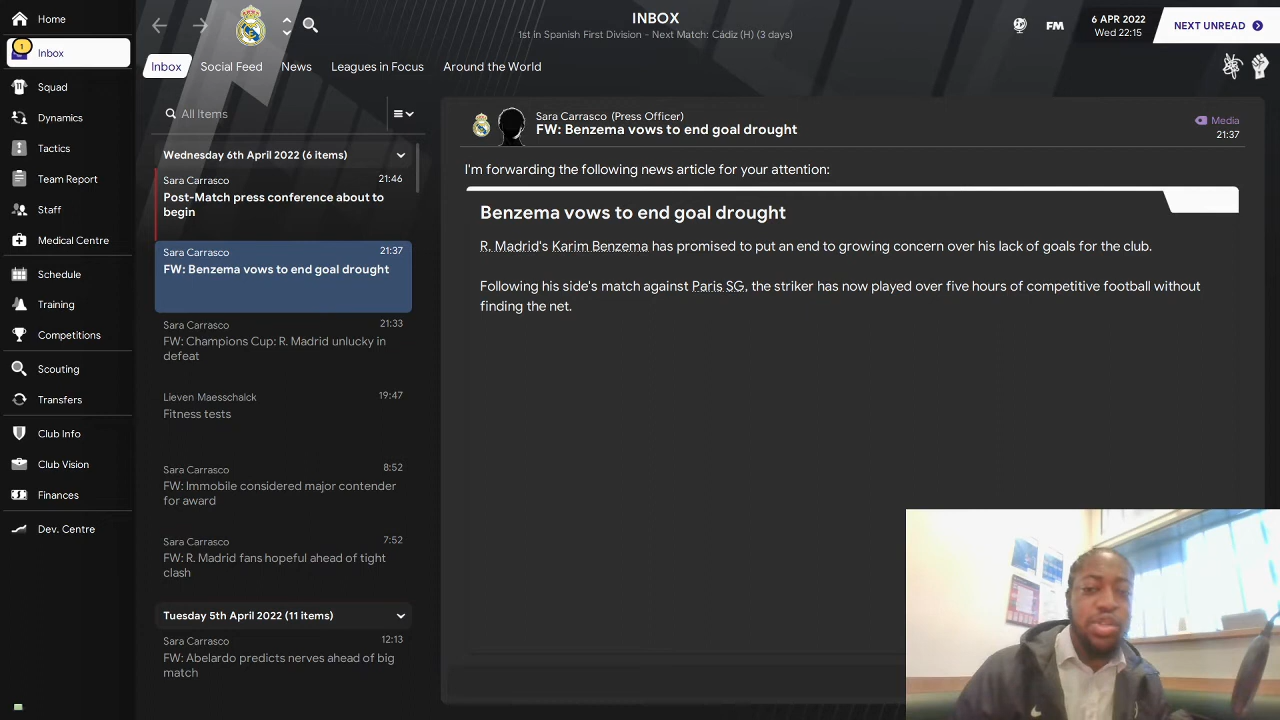 Home
Inbox
1
Squad
Dynamics
Tactics
Team Report
Staff
Medical Centre
Schedule
Training
Competitions
Scouting
Transfers
Club Info
Club Vision
Finances
Dev. Centre
INBOX
1st in Spanish First Division - Next Match: Cádiz (H) (3 days)
FM
6 APR 2022
Wed 22:15
NEXT UNREAD
Inbox
Social Feed
News
Leagues in Focus
Around the World
All Items
Wednesday 6th April 2022 (6 items)
Sara Carrasco
21:46
Post-Match press conference about to
begin
Sara Carrasco
21:37
FW: Benzema vows to end goal drought
Sara Carrasco
21:33
FW: Champions Cup: R. Madrid unlucky in
defeat
Lieven Maesschalck
19:47
Fitness tests
Sara Carrasco
8:52
FW: Immobile considered major contender
for award
Sara Carrasco
7:52
FW: R. Madrid fans hopeful ahead of tight
clash
Tuesday 5th April 2022 (11 items)
Sara Carrasco
12:13
FW: Abelardo predicts nerves ahead of big
match
Sara Carrasco (Press Officer)
FW: Benzema vows to end goal drought
Media
21:37
I'm forwarding the following news article for your attention:
Benzema vows to end goal drought
R. Madrid's Karim Benzema has promised to put an end to growing concern over his lack of goals for the club.
Following his side's match against Paris SG, the striker has now played over five hours of competitive football without
finding the net.